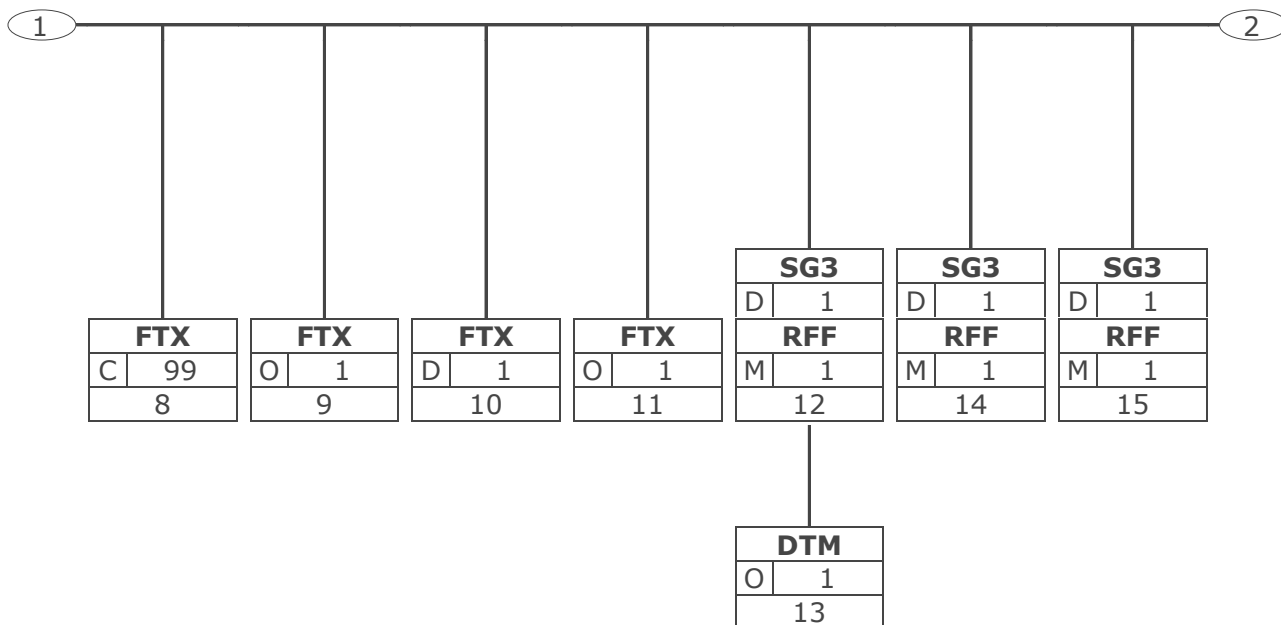 1 2
SG3 SG3 SG3
D 1 D 1 D 1
FTX FTX FTX FTX RFF RFF RFF
C 99 O 1 D 1 O 1 M 1 M 1 M 1
8 9 10 11 12 14 15
DTM
O 1
13